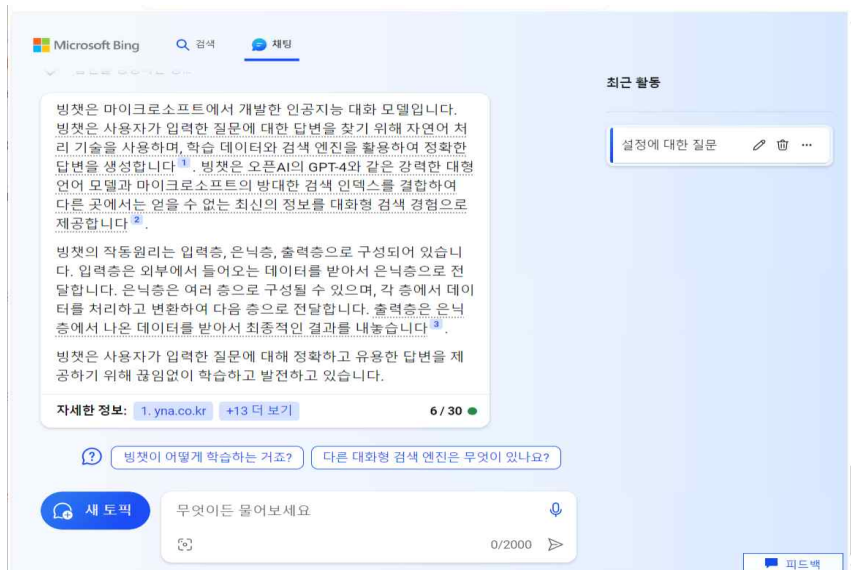 Microsoft Bing
검색
채팅
빙챗은 마이크로소프트에서 개발한 인공지능 대화 모델입니다.
빙챗은 사용자가 입력한 질문에 대한 답변을 찾기 위해 자연어 처
리 기술을 사용하며, 학습 데이터와 검색 엔진을 활용하여 정확한
답변을 생성합니다 1 . 빙챗은 오픈AI의 GPT-4와 같은 강력한 대형
언어 모델과 마이크로소프트의 방대한 검색 인덱스를 결합하여
다른 곳에서는 얻을 수 없는 최신의 정보를 대화형 검색 경험으로
제공합니다 2 .
빙챗의 작동원리는 입력층, 은닉층, 출력층으로 구성되어 있습니
다. 입력층은 외부에서 들어오는 데이터를 받아서 은닉층으로 전
달합니다. 은닉층은 여러 층으로 구성될 수 있으며, 각 층에서 데이
터를 처리하고 변환하여 다음 층으로 전달합니다. 출력층은 은닉
층에서 나온 데이터를 받아서 최종적인 결과를 내놓습니다 3 .
빙챗은 사용자가 입력한 질문에 대해 정확하고 유용한 답변을 제
공하기 위해 끊임없이 학습하고 발전하고 있습니다.
자세한 정보: 1. yna.co.kr +13 더 보기 6 / 30
빙챗이 어떻게 학습하는 거죠? 다른 대화형 검색 엔진은 무엇이 있나요?
새 토픽
무엇이든 물어보세요
0/2000
최근 활동
설정에 대한 질문
피드백